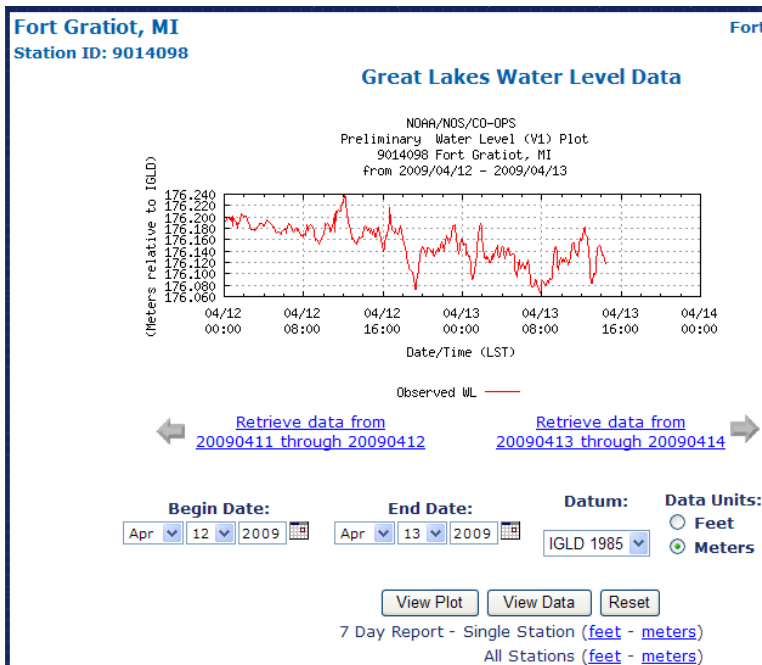 Fort Gratiot, MI
Fort
Station ID: 9014098
Great Lakes Water Level Data
NOAA/NOS/CO-OPS
Preliminary Water Level (V1) Plot
9014098 Fort Gratiot, MI
from 2009/04/12 - 2009/04/13
(Meters relative to IGLD)
176.240
176.200
176.180
176.160
176.140
176.120
176.100
176.080
176.060
04/12 04/12 04/12 04/13 04/13 04/13 04/14
00:00 08:00 16:00 00:00 08:00 16:00 00:00
Date/Time (LST)
Observed WL
Retrieve data from
20090411 through 20090412
Retrieve data from
20090413 through 20090414
Begin Date:
Apr 12 2009
End Date:
Apr 13 2009
Datum:
IGLD 1985
Data Units:
Feet
Meters
View Plot View Data Reset
7 Day Report - Single Station (feet - meters)
All Stations (feet - meters)